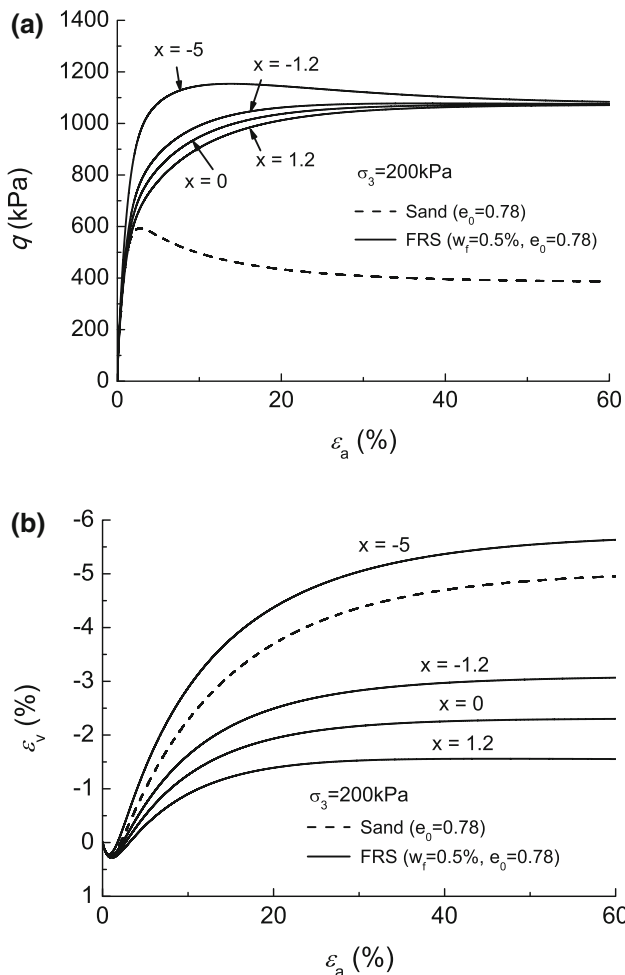 (a)
1400
1200
1000
800
600
400
200
0
q (kPa)
x = -5
x = -1.2
x = 0
x = 1.2
σ₃=200kPa
Sand (e₀=0.78)
FRS (w_f=0.5%, e₀=0.78)
0 20 40 60
εₐ (%)
(b)
-6
-5
-4
-3
-2
-1
0
1
εᵥ (%)
x = -5
x = -1.2
x = 0
x = 1.2
σ₃=200kPa
Sand (e₀=0.78)
FRS (w_f=0.5%, e₀=0.78)
0 20 40 60
εₐ (%)